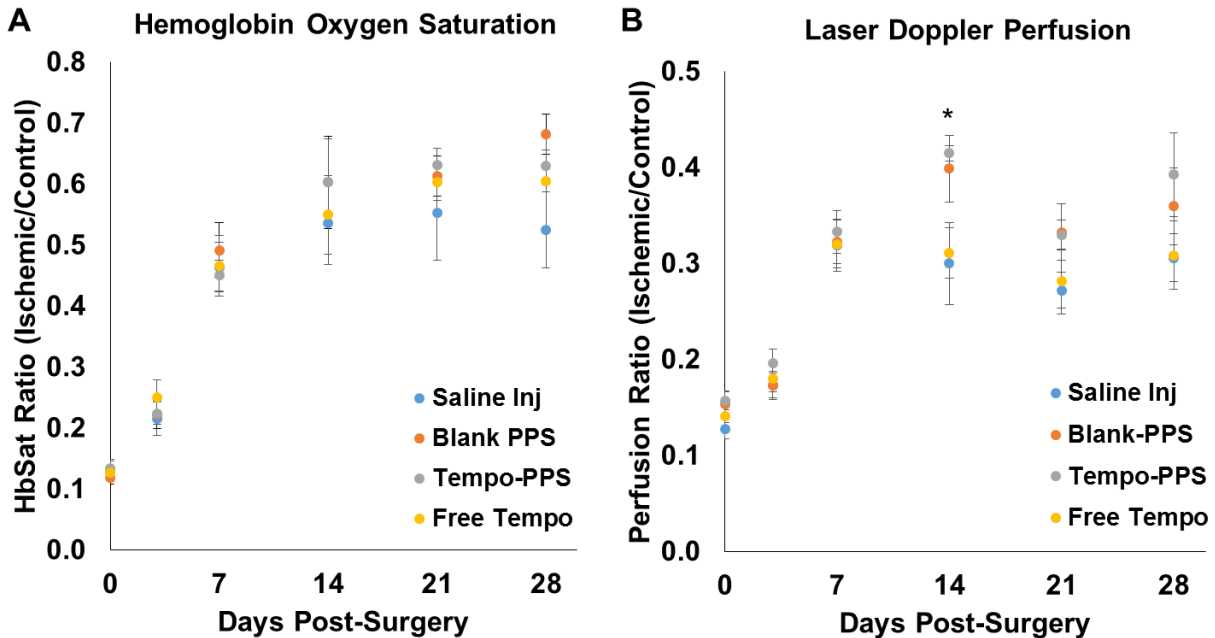 A
Hemoglobin Oxygen Saturation
HbSat Ratio (Ischemic/Control)
0.8
0.7
0.6
0.5
0.4
0.3
0.2
0.1
0.0
Saline Inj
Blank PPS
Tempo-PPS
Free Tempo
0 7 14 21 28
Days Post-Surgery
B
Laser Doppler Perfusion
Perfusion Ratio (Ischemic/Control)
0.5
0.4
0.3
0.2
0.1
0.0
*
Saline Inj
Blank-PPS
Tempo-PPS
Free Tempo
0 7 14 21 28
Days Post-Surgery